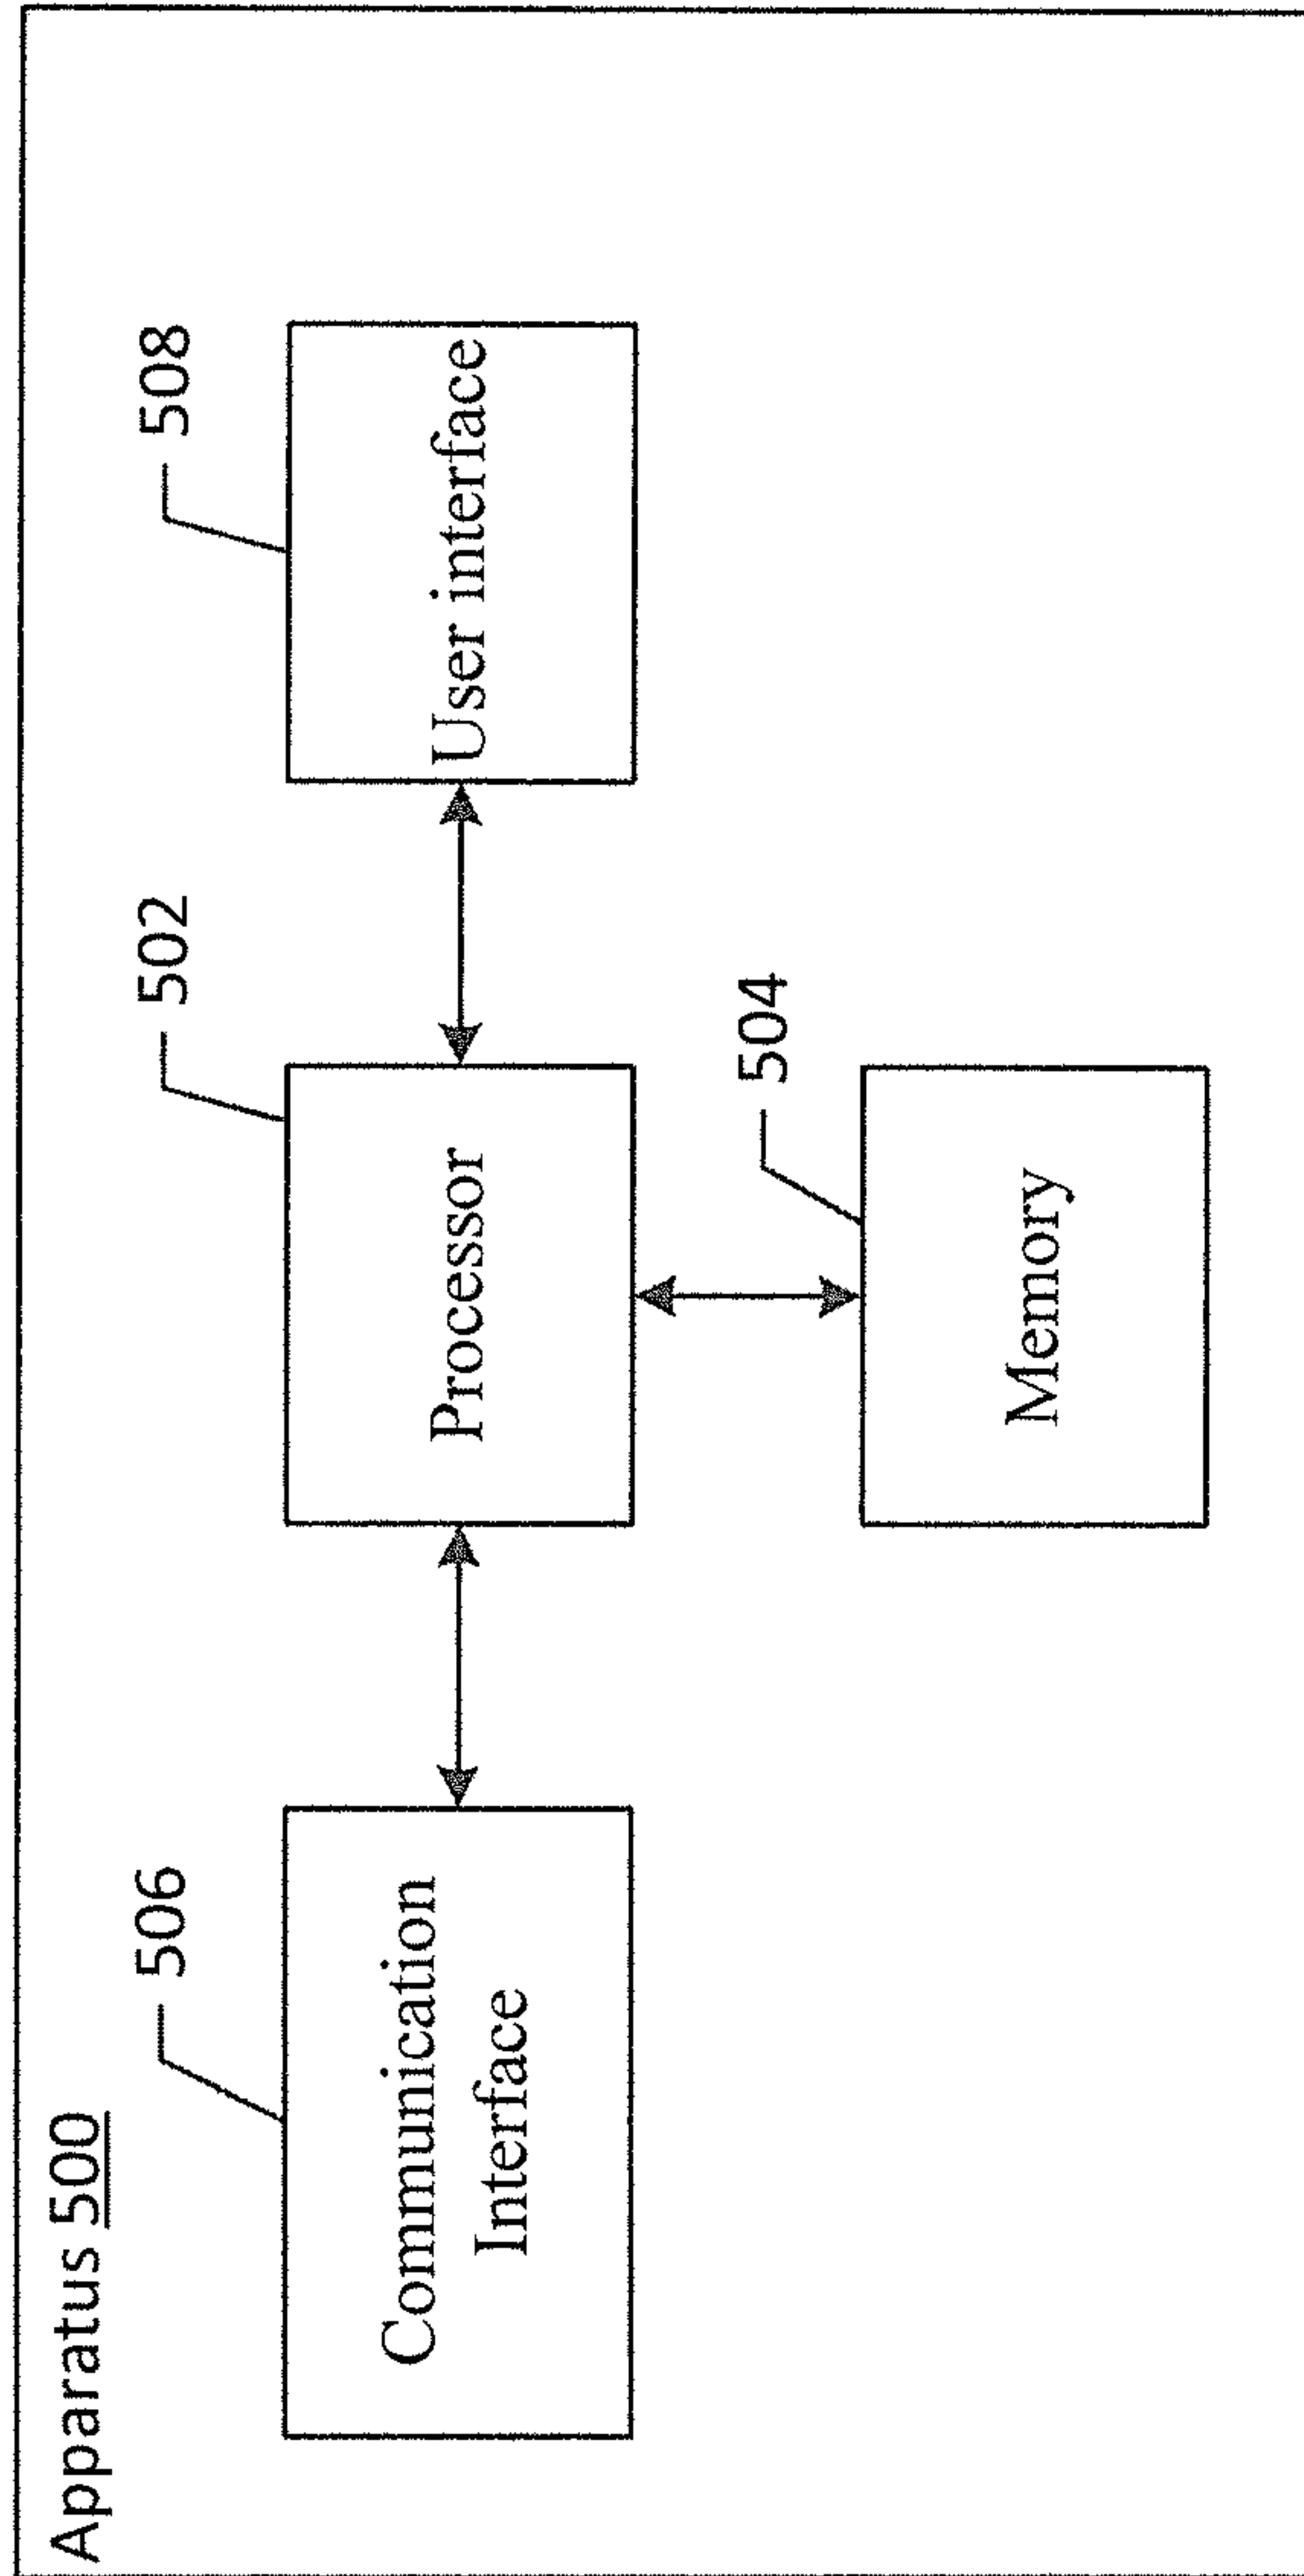 Apparatus 500
506
Communication
Interface
502
Processor
508
User interface
504
Memory